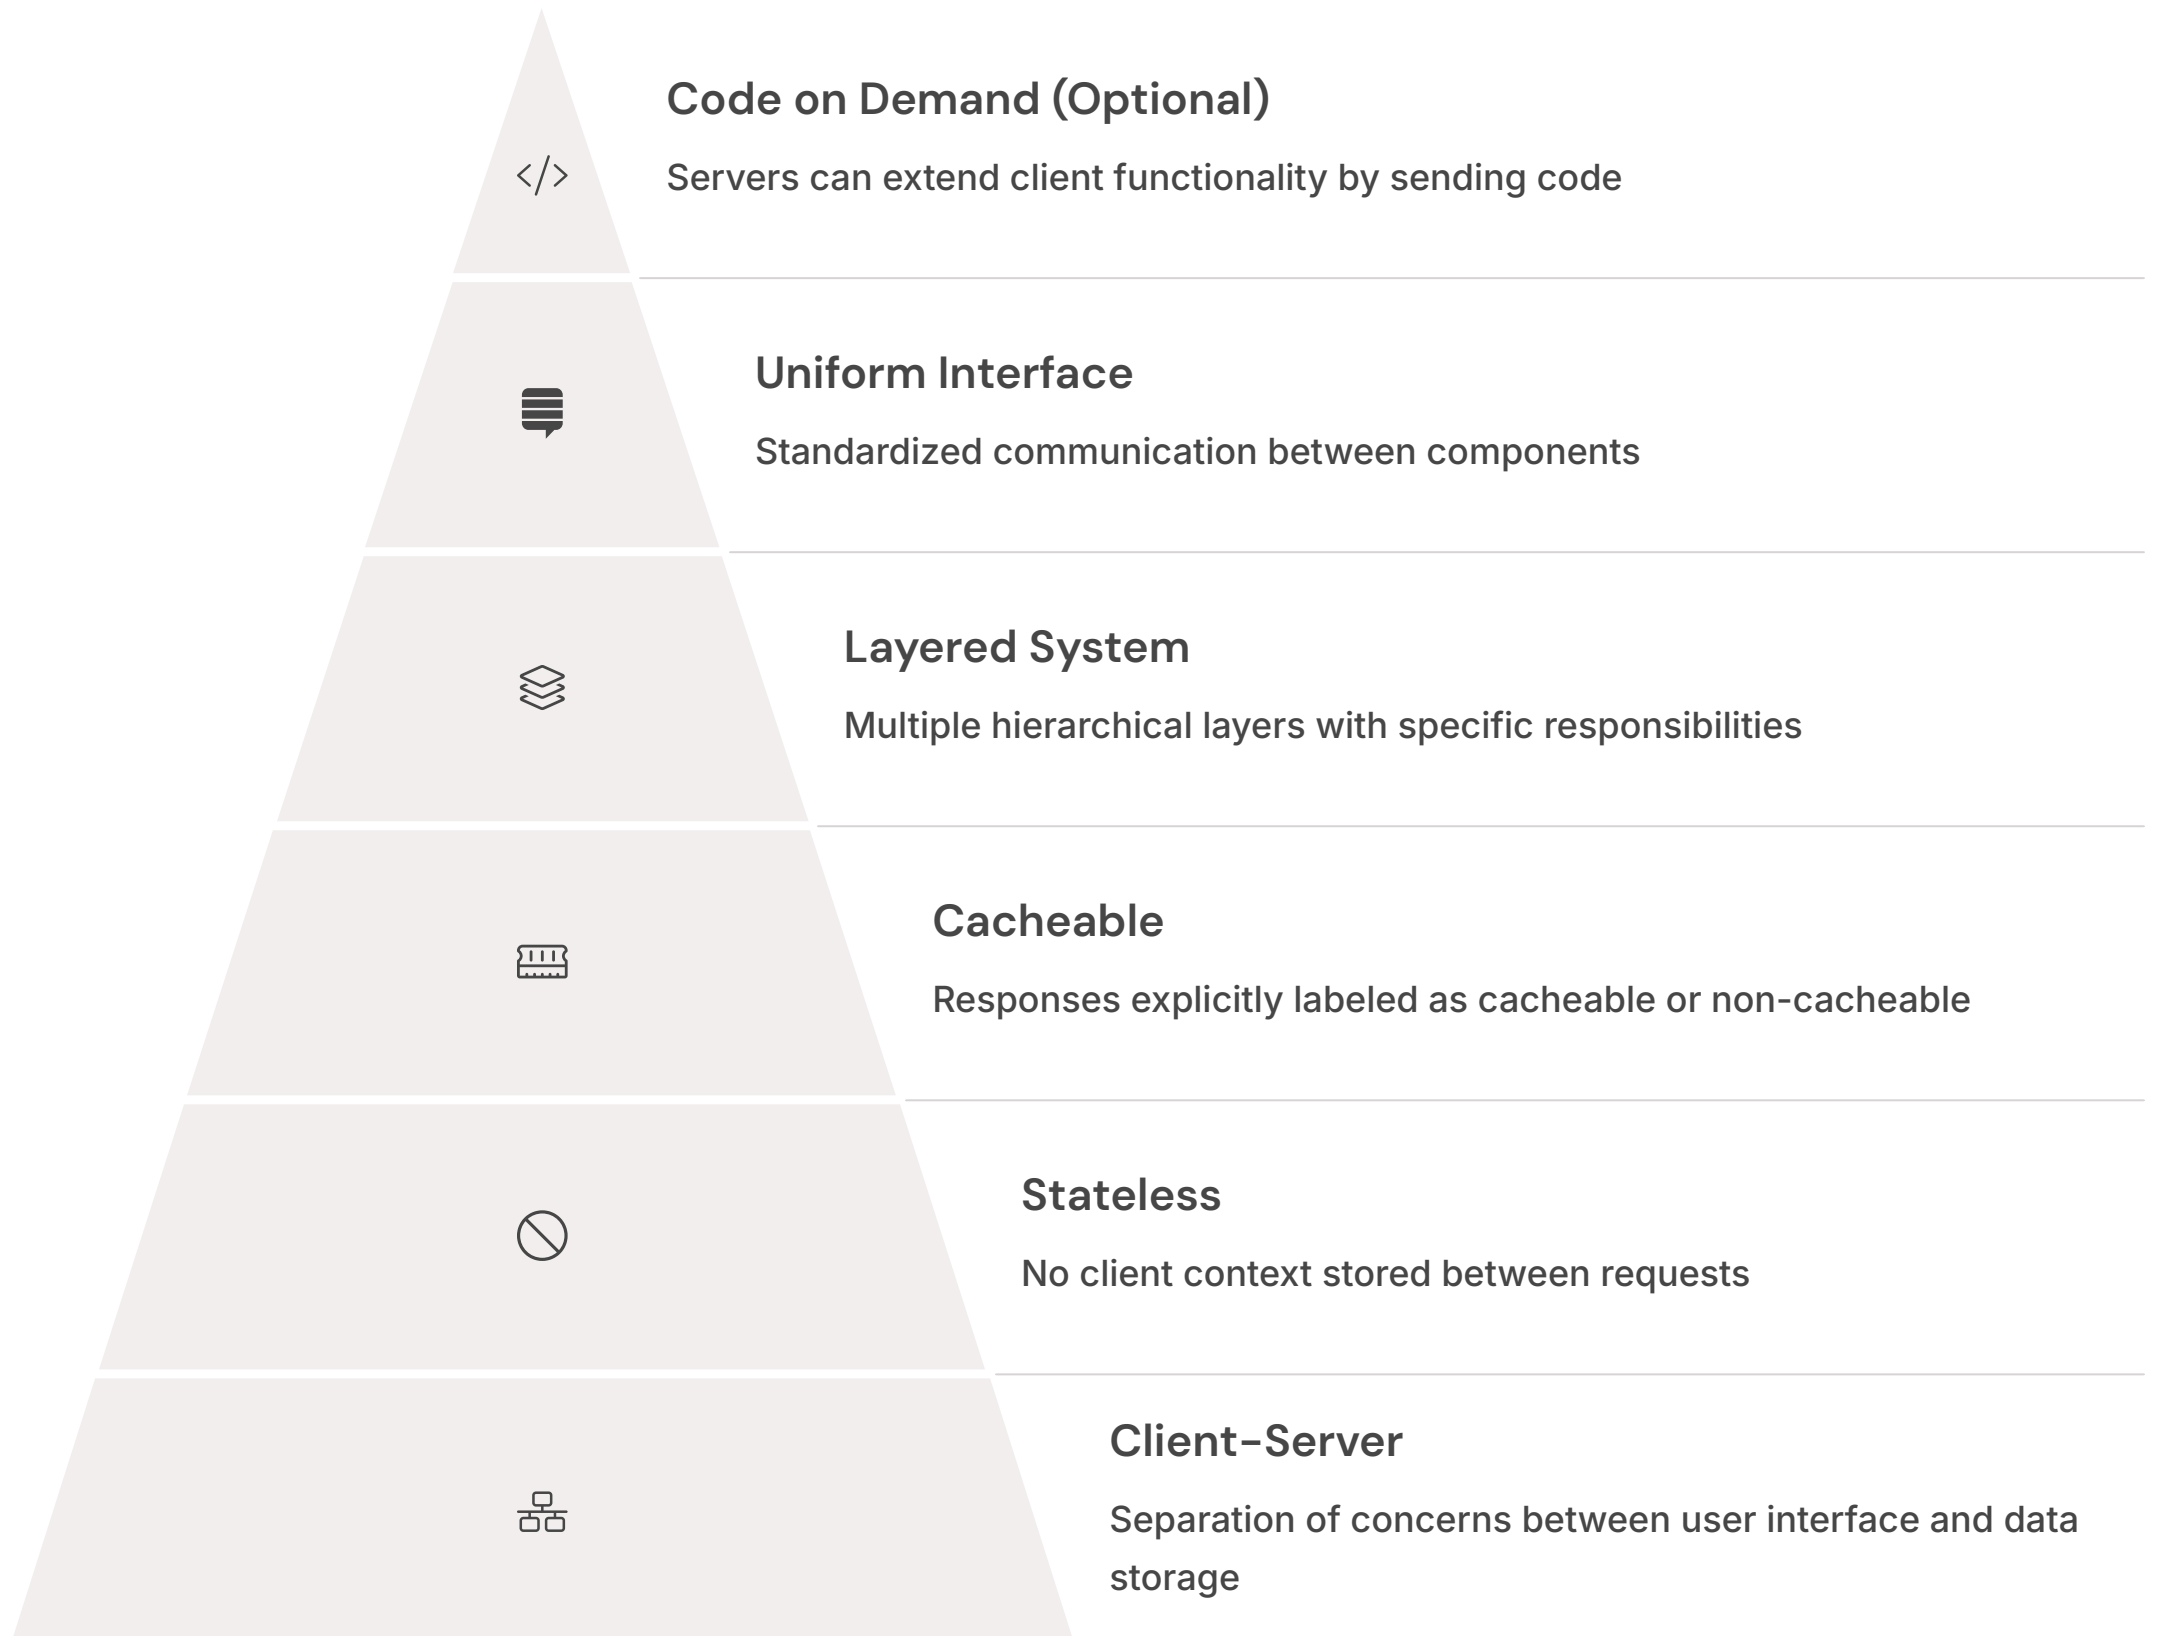 Code on Demand (Optional)
Servers can extend client functionality by sending code
Uniform Interface
Standardized communication between components
Layered System
Multiple hierarchical layers with specific responsibilities
Cacheable
Responses explicitly labeled as cacheable or non-cacheable
Stateless
No client context stored between requests
Client-Server
Separation of concerns between user interface and data
storage